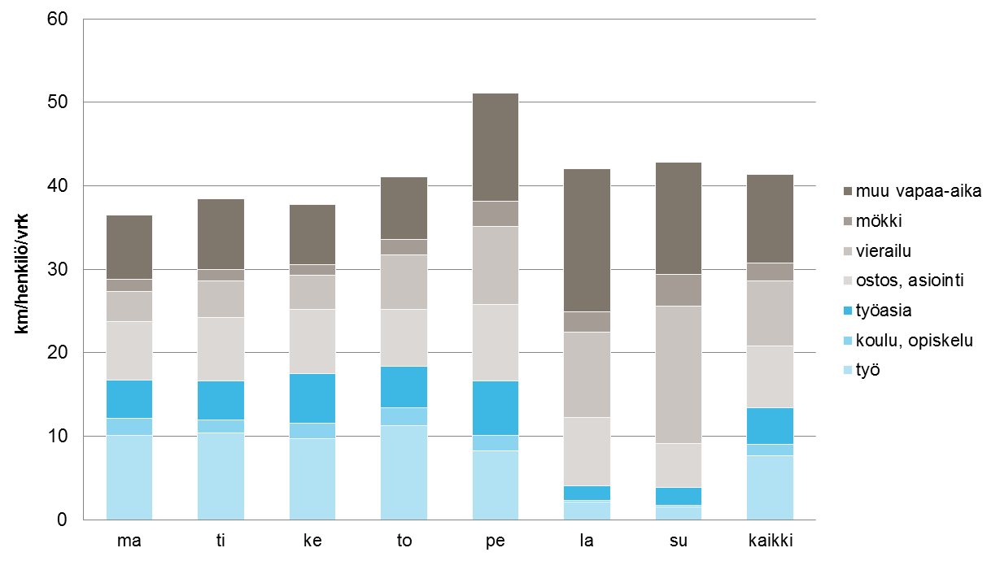 60
50
40
30
20
10
0
km/henkilö/vrk
ma ti ke to pe la su kaikki
muu vapaa-aika
mökki
vierailu
ostos, asiointi
työasia
koulu, opiskelu
työ